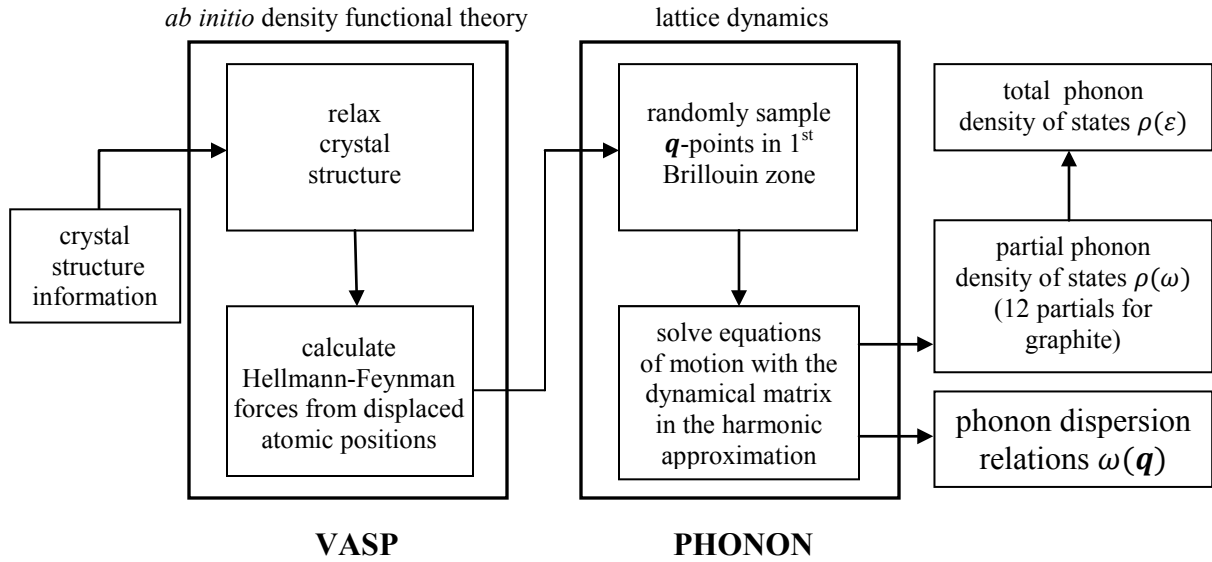 ab initio density functional theory
lattice dynamics
crystal
structure
information
relax
crystal
structure
calculate
Hellmann-Feynman
forces from displaced
atomic positions
VASP
randomly sample
q-points in 1st
Brillouin zone
solve equations
of motion with the
dynamical matrix
in the harmonic
approximation
PHONON
total phonon
density of states ρ(ε)
partial phonon
density of states ρ(ω)
(12 partials for
graphite)
phonon dispersion
relations ω(q)